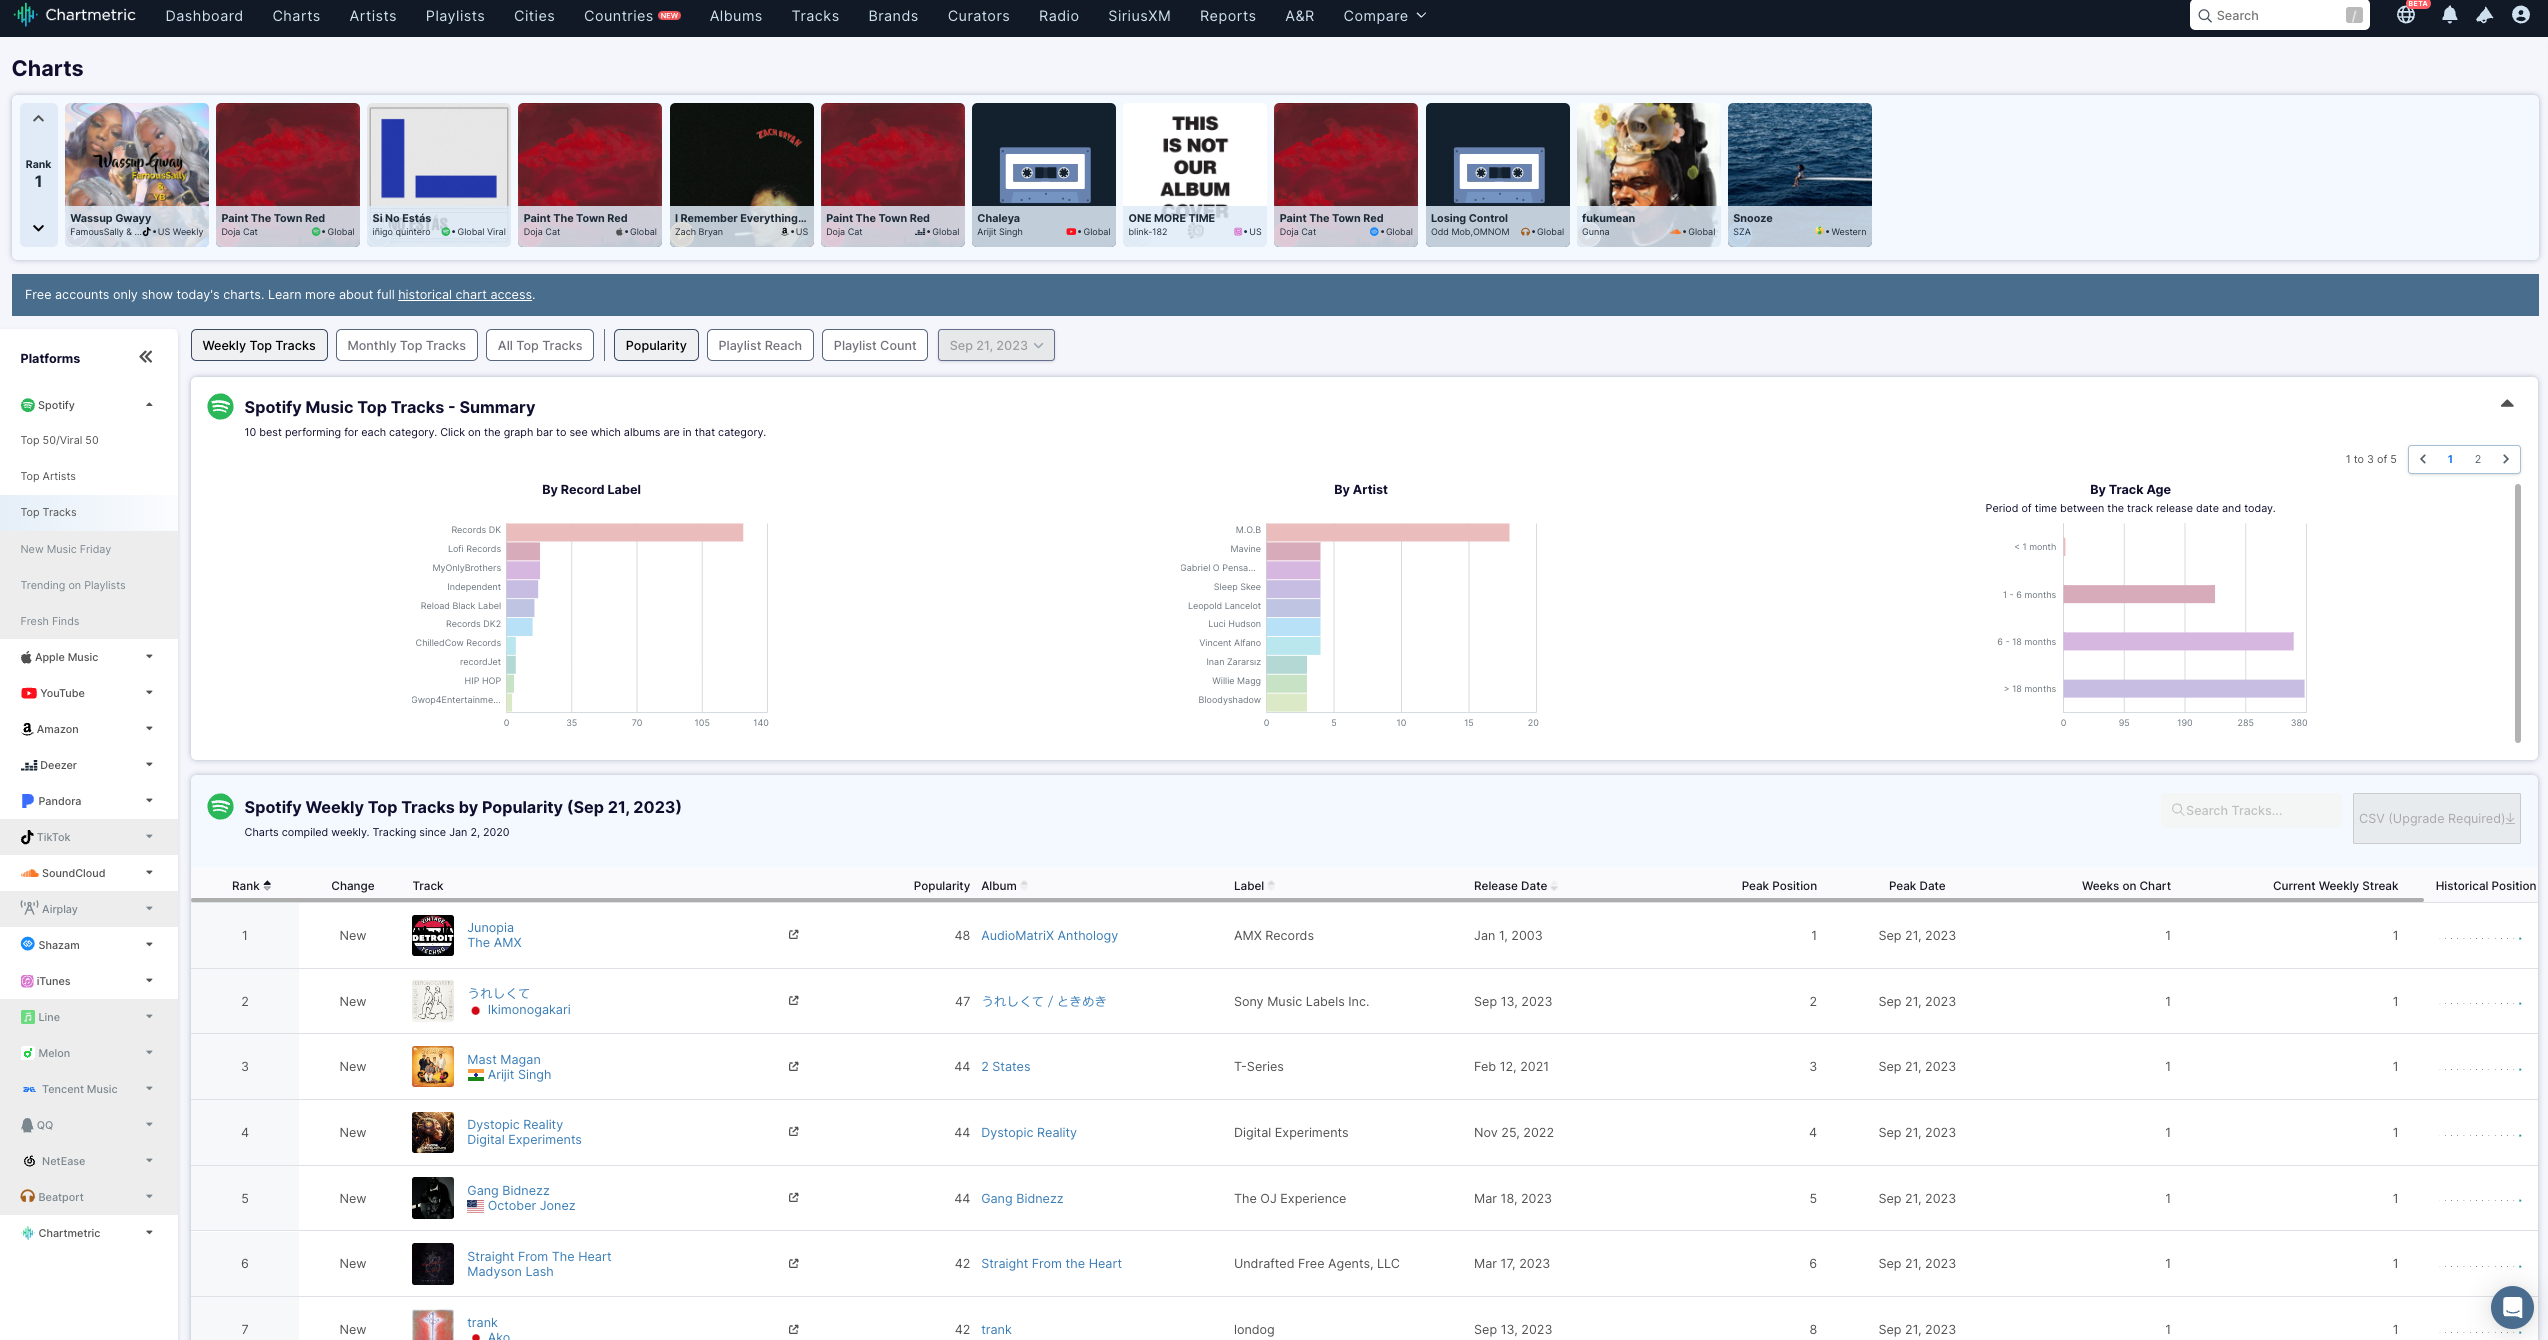 Chartmetric
Dashboard Charts Artists Playlists Cities Countries NEW Albums Tracks Brands Curators Radio SiriusXM Reports A&R Compare
Search /
BETA
Charts
Rank
1
Wassup Gway
FamousSally
&
YB
Wassup Gwayy
FamousSally & ... • US Weekly
Paint The Town Red
Doja Cat • Global
Si No Estás
iñigo quintero • Global Viral
Paint The Town Red
Doja Cat • Global
ZACH BRYAN
I Remember Everything...
Zach Bryan • US
Paint The Town Red
Doja Cat • Global
Chaleya
Arijit Singh • Global
THIS
IS NOT
OUR
ALBUM
COVER
ONE MORE TIME
blink-182 • US
Paint The Town Red
Doja Cat • Global
Losing Control
Odd Mob,OMNOM • Global
fukumean
Gunna • Global
Snooze
SZA • Western
Free accounts only show today's charts. Learn more about full historical chart access.
Platforms
Spotify
Top 50/Viral 50
Top Artists
Top Tracks
New Music Friday
Trending on Playlists
Fresh Finds
Apple Music
YouTube
Amazon
Deezer
Pandora
TikTok
SoundCloud
Airplay
Shazam
iTunes
Line
Melon
Tencent Music
QQ
NetEase
Beatport
Chartmetric
Weekly Top Tracks Monthly Top Tracks All Top Tracks Popularity Playlist Reach Playlist Count Sep 21, 2023
Spotify Music Top Tracks - Summary
10 best performing for each category. Click on the graph bar to see which albums are in that category.
1 to 3 of 5 1 2
By Record Label
Records DK
Lofi Records
MyOnlyBrothers
Independent
Reload Black Label
Records DK2
ChilledCow Records
recordJet
HIP HOP
Gwop4Entertainme...
0 35 70 105 140
By Artist
M.O.B
Mavine
Gabriel O Pensa...
Sleep Skee
Leopold Lancelot
Luci Hudson
Vincent Alfano
Inan Zararsız
Willie Magg
Bloodyshadow
0 5 10 15 20
By Track Age
Period of time between the track release date and today.
< 1 month
1 - 6 months
6 - 18 months
> 18 months
0 95 190 285 380
Spotify Weekly Top Tracks by Popularity (Sep 21, 2023)
Charts compiled weekly. Tracking since Jan 2, 2020
Search Tracks...
CSV (Upgrade Required)
Rank Change Track Popularity Album Label Release Date Peak Position Peak Date Weeks on Chart Current Weekly Streak Historical Position
DETROIT
TECHNO
1 New Junopia 48 AudioMatriX Anthology AMX Records Jan 1, 2003 1 Sep 21, 2023 1 1
The AMX
2 New うれしくて 47 うれしくて / ときめき Sony Music Labels Inc. Sep 13, 2023 2 Sep 21, 2023 1 1
Ikimonogakari
3 New Mast Magan 44 2 States T-Series Feb 12, 2021 3 Sep 21, 2023 1 1
Arijit Singh
4 New Dystopic Reality 44 Dystopic Reality Digital Experiments Nov 25, 2022 4 Sep 21, 2023 1 1
Digital Experiments
5 New Gang Bidnezz 44 Gang Bidnezz The OJ Experience Mar 18, 2023 5 Sep 21, 2023 1 1
October Jonez
6 New Straight From The Heart 42 Straight From the Heart Undrafted Free Agents, LLC Mar 17, 2023 6 Sep 21, 2023 1 1
Madyson Lash
7 New trank 42 trank londog Sep 13, 2023 8 Sep 21, 2023 1 1
Ako